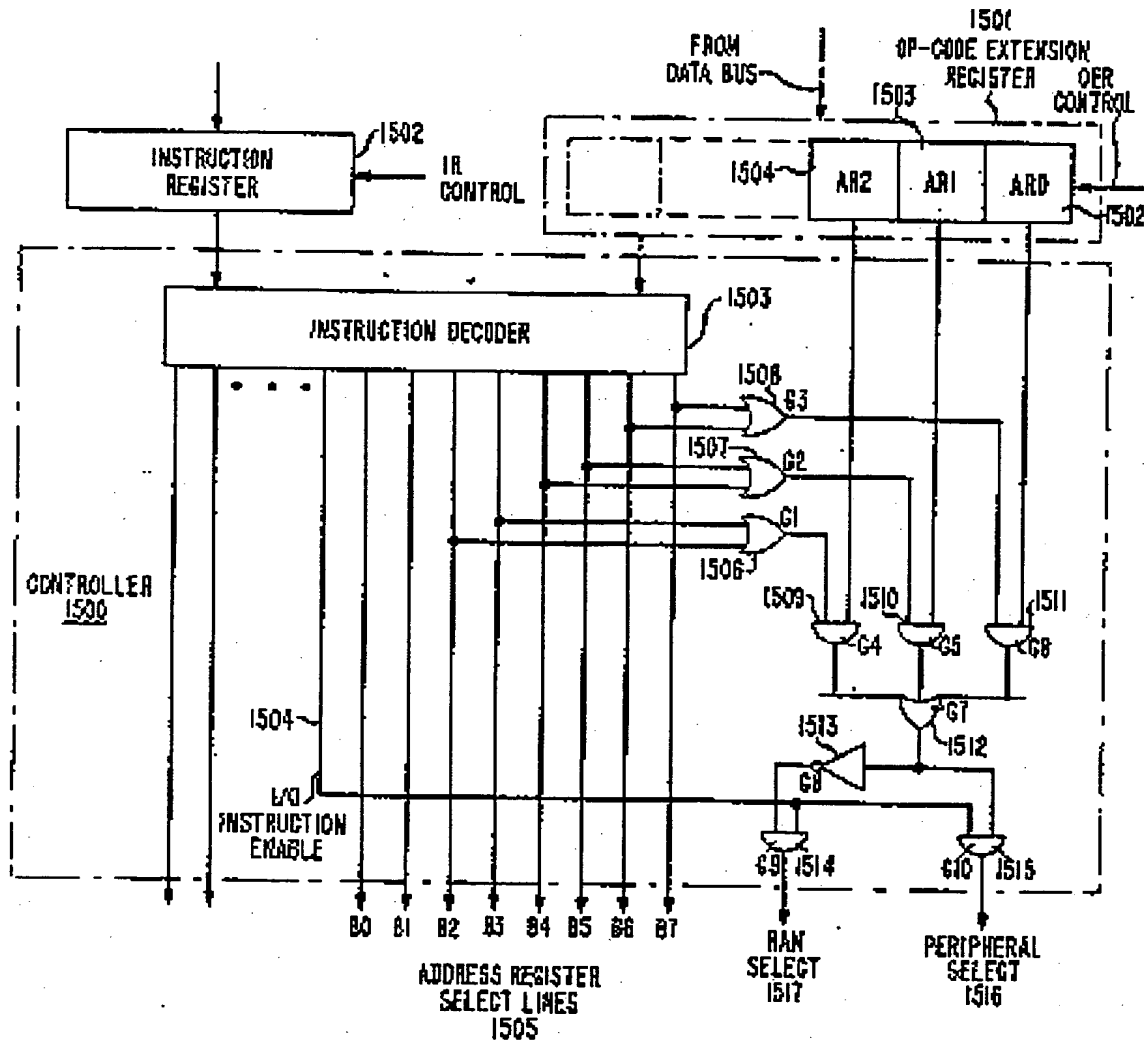 FROM
DATA BUS
150(
OP-CODE EXTENSION
REGISTER
OER
CONTROL
1503
1502
INSTRUCTION
REGISTER
IR
CONTROL
1504
AR2
AR1
AR0
1502
1503
INSTRUCTION DECODER
1508
G3
1507
G2
G1
1506
CONTROLLER
1500
1509
1510
1511
G4
G5
G6
G7
1512
1513
G8
1504
I/O
INSTRUCTION
ENABLE
G9
1514
G10
1515
B0
B1
B2
B3
B4
B5
B6
B7
ADDRESS REGISTER
SELECT LINES
1505
RAN
SELECT
1517
PERIPHERAL
SELECT
1516